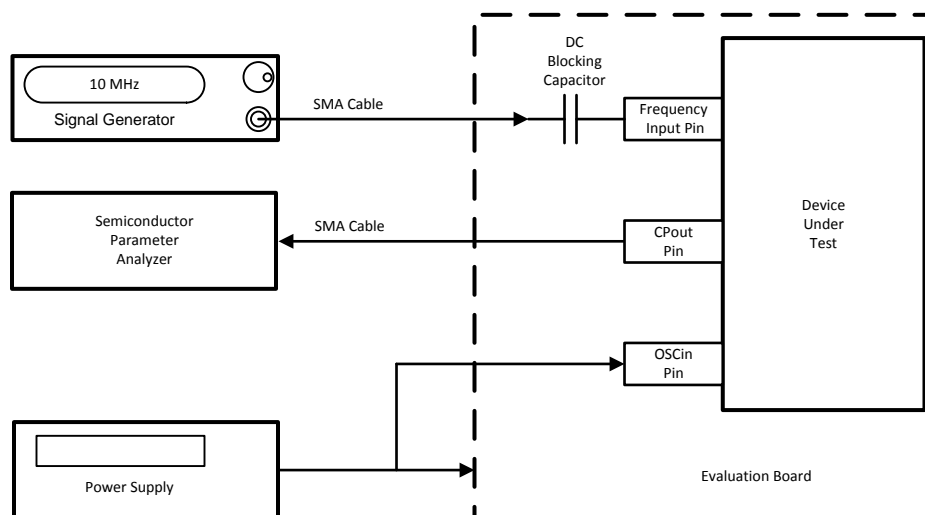 10 MHz
Signal Generator
SMA Cable
DC
Blocking
Capacitor
Frequency
Input Pin
Semiconductor
Parameter
Analyzer
SMA Cable
CPout
Pin
Device
Under
Test
OSCin
Pin
Power Supply
Evaluation Board